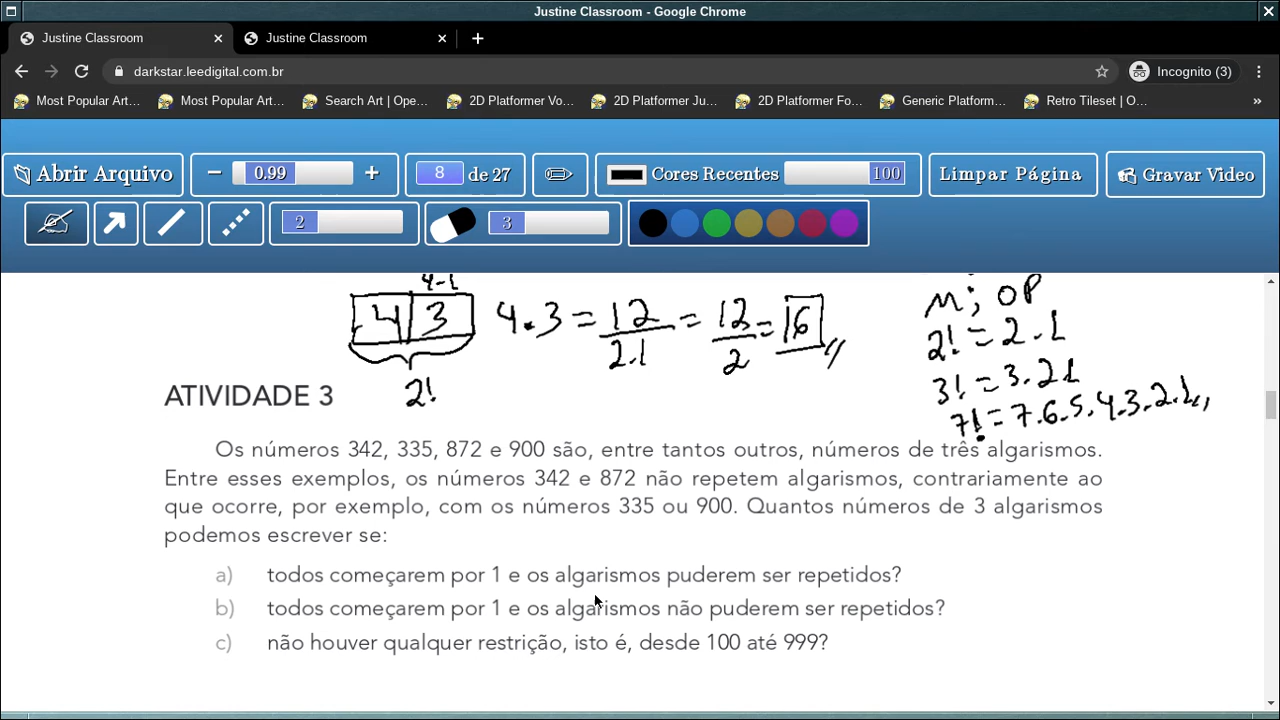 Justine Classroom - Google Chrome
Justine Classroom
Justine Classroom
darkstar.leedigital.com.br
Incognito (3)
Most Popular Art...
Most Popular Art...
Search Art | Ope...
2D Platformer Vo...
2D Platformer Ju...
2D Platformer Fo...
Generic Platform...
Retro Tileset | O...
»
Abrir Arquivo
− 0.99 +
8 de 27
Cores Recentes 100
Limpar Página
Gravar Video
2
3
4-1
4 3 4.3 = 12 = 12 = 16
2.1 2
2!
M; OP
2! = 2.1
3! = 3.2.1
7! = 7.6.5.4.3.2.1
ATIVIDADE 3
Os números 342, 335, 872 e 900 são, entre tantos outros, números de três algarismos.
Entre esses exemplos, os números 342 e 872 não repetem algarismos, contrariamente ao
que ocorre, por exemplo, com os números 335 ou 900. Quantos números de 3 algarismos
podemos escrever se:
a) todos começarem por 1 e os algarismos puderem ser repetidos?
b) todos começarem por 1 e os algarismos não puderem ser repetidos?
c) não houver qualquer restrição, isto é, desde 100 até 999?